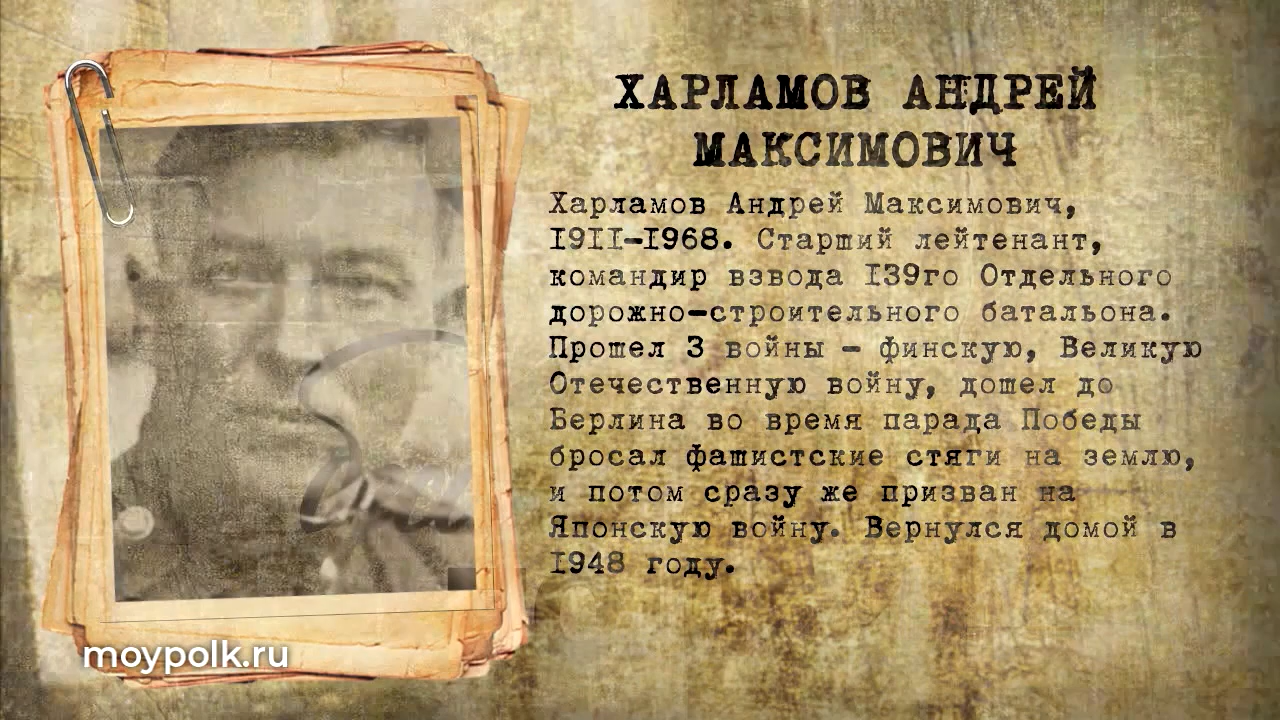 ХАРЛАМОВ АНДРЕЙ
МАКСИМОВИЧ
Харламов Андрей Максимович,
1911-1968. Старший лейтенант,
командир взвода 139го Отдельного
дорожно-строительного батальона.
Прошел 3 войны - финскую, Великую
Отечественную войну, дошел до
Берлина во время парада Победы
бросал фашистские стяги на землю,
и потом сразу же призван на
Японскую войну. Вернулся домой в
1948 году.
moypolk.ru